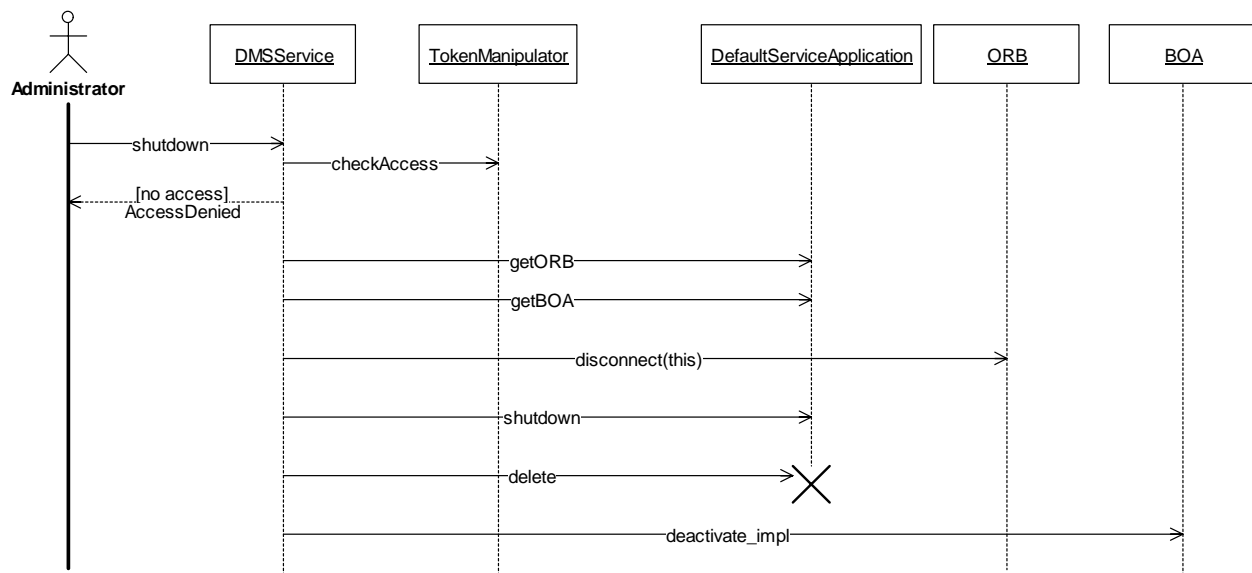 DMSService
TokenManipulator
DefaultServiceApplication
ORB
BOA
Administrator
shutdown
checkAccess
[no access]
AccessDenied
getORB
getBOA
disconnect(this)
shutdown
delete
deactivate_impl